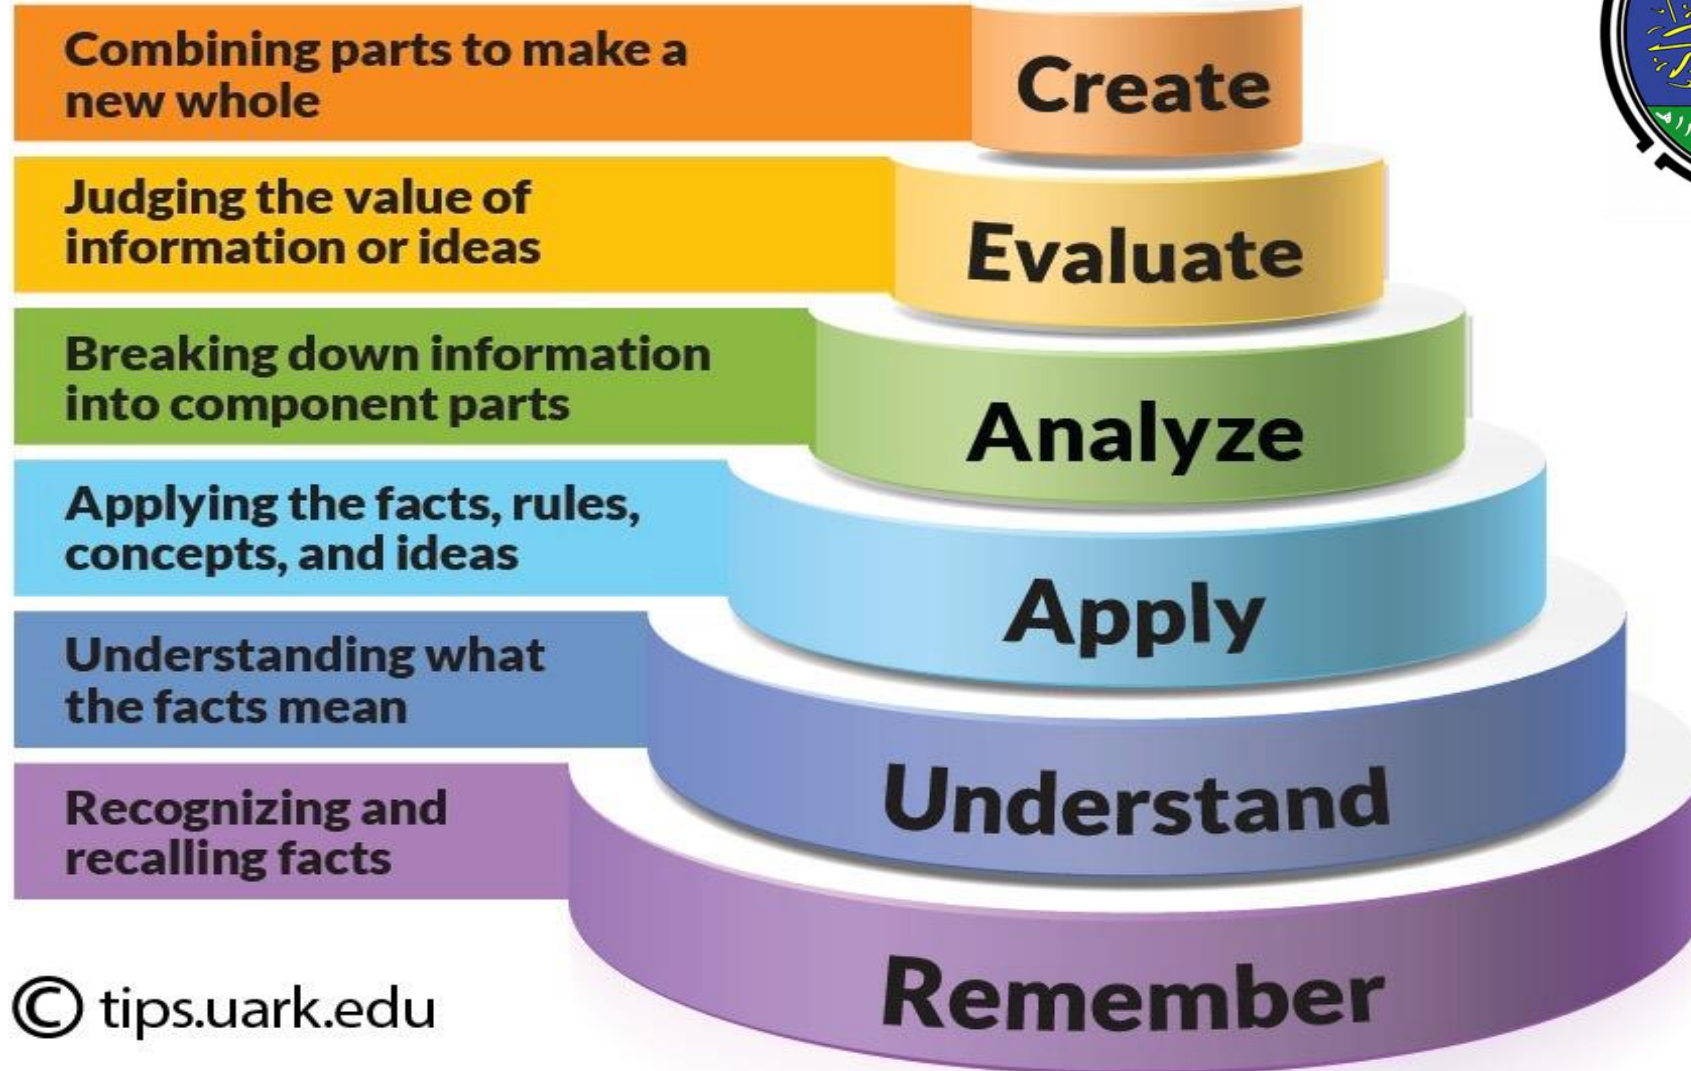 Combining parts to make a
new whole
Create
Judging the value of
information or ideas
Evaluate
Breaking down information
into component parts
Analyze
Applying the facts, rules,
concepts, and ideas
Apply
Understanding what
the facts mean
Understand
Recognizing and
recalling facts
Remember
© tips.uark.edu